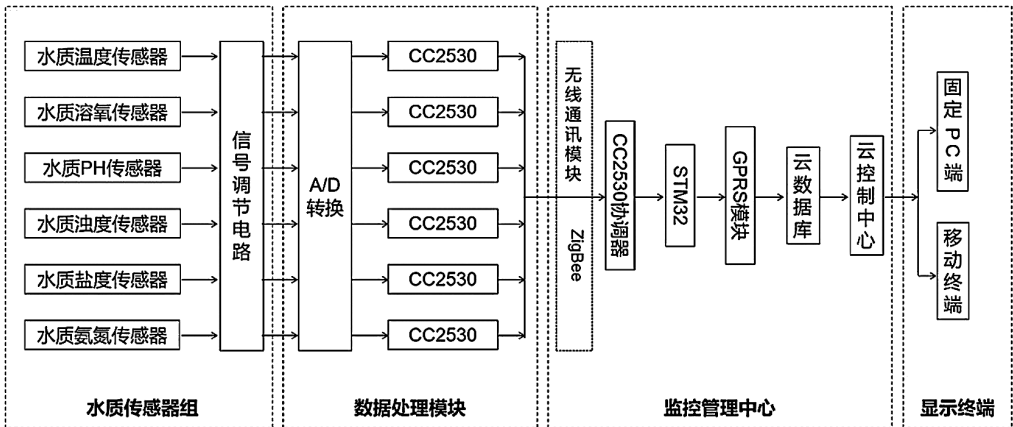 水质温度传感器
水质溶氧传感器
水质PH传感器
水质浊度传感器
水质盐度传感器
水质氨氮传感器
信号调节电路
水质传感器组
A/D
转换
CC2530
CC2530
CC2530
CC2530
CC2530
CC2530
数据处理模块
无线通讯模块 ZigBee
CC2530协调器
STM32
GPRS模块
云数据库
云控制中心
监控管理中心
固定PC端
移动终端
显示终端